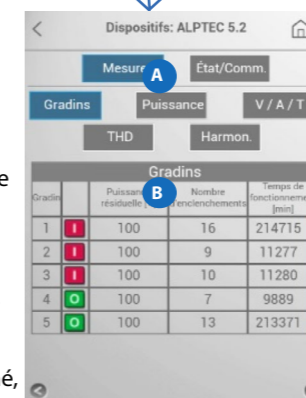 Dispositifs: ALPTEC 5.2
Mesure A État/Comm.
Gradins Puissance V / A / T
THD Harmon.
Gradins
Gradin Puissan B Nombre d'enclenchements Temps de fonctionneme [min]
résiduelle
1 I 100 16 214715
2 I 100 9 11277
3 I 100 10 11280
4 O 100 7 9889
5 O 100 13 213371
e
é,